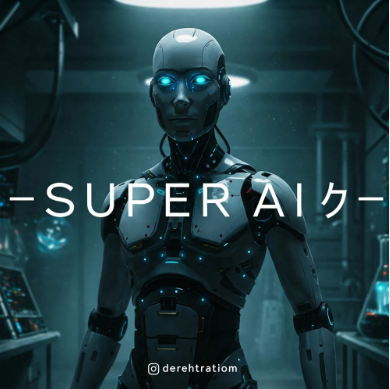 –SUPER AI ク–
derehtratiom